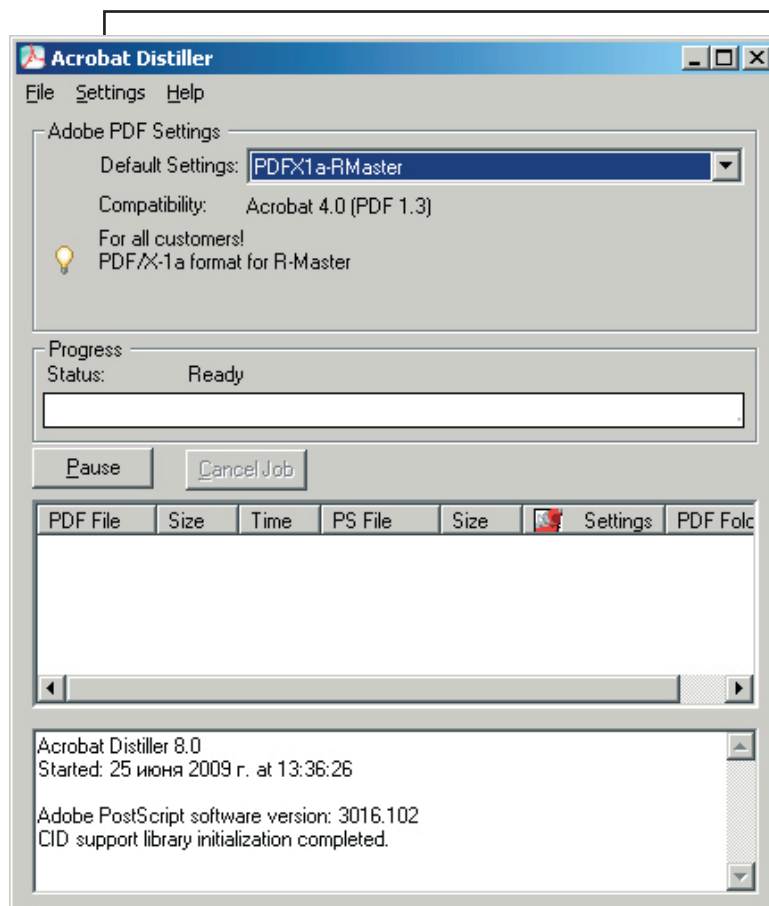 Acrobat Distiller
File Settings Help
Adobe PDF Settings
Default Settings: PDFX1a-RMaster
Compatibility: Acrobat 4.0 (PDF 1.3)
For all customers!
PDF/X-1a format for R-Master
Progress
Status: Ready
Pause Cancel Job
PDF File Size Time PS File Size Settings PDF Folc
Acrobat Distiller 8.0
Started: 25 июня 2009 г. at 13:36:26
Adobe PostScript software version: 3016.102
CID support library initialization completed.